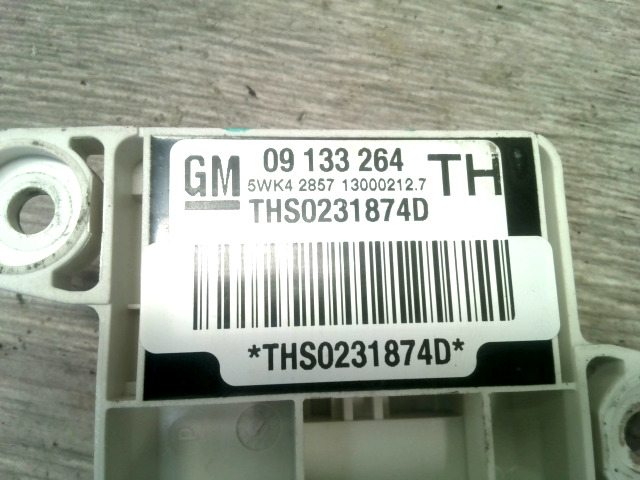 GM 09 133 264 TH
5WK4 2857 13000212.7
THS0231874D
*THS0231874D*